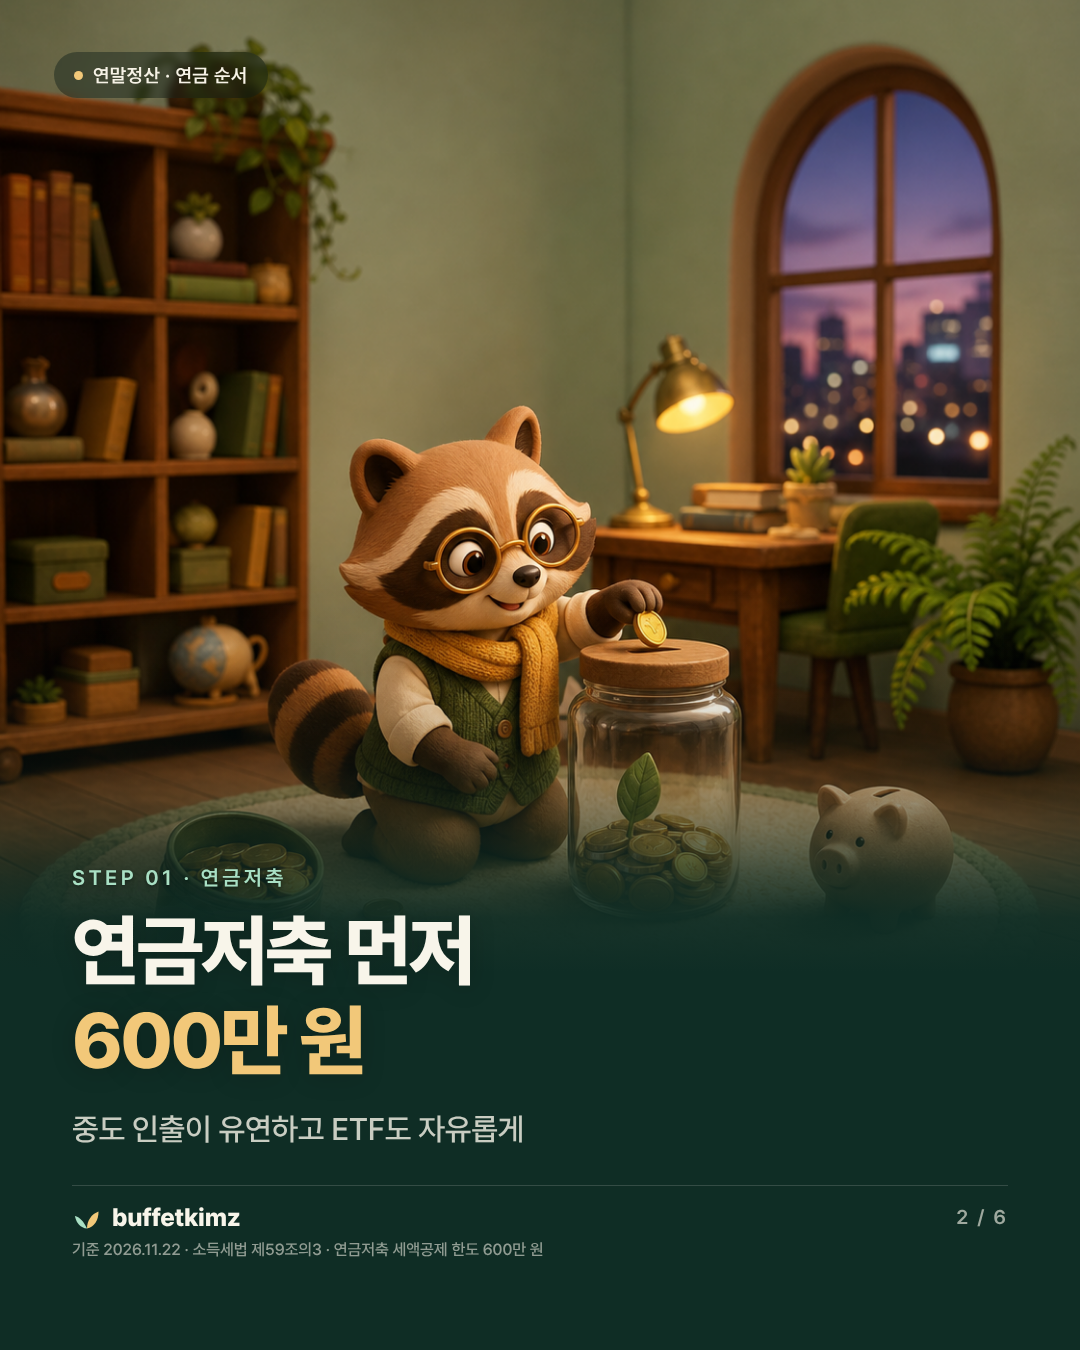 연말정산 · 연금 순서
STEP 01 · 연금저축
연금저축 먼저
600만 원
중도 인출이 유연하고 ETF도 자유롭게
buffetkimz
2 / 6
기준 2026.11.22 · 소득세법 제59조의3 · 연금저축 세액공제 한도 600만 원